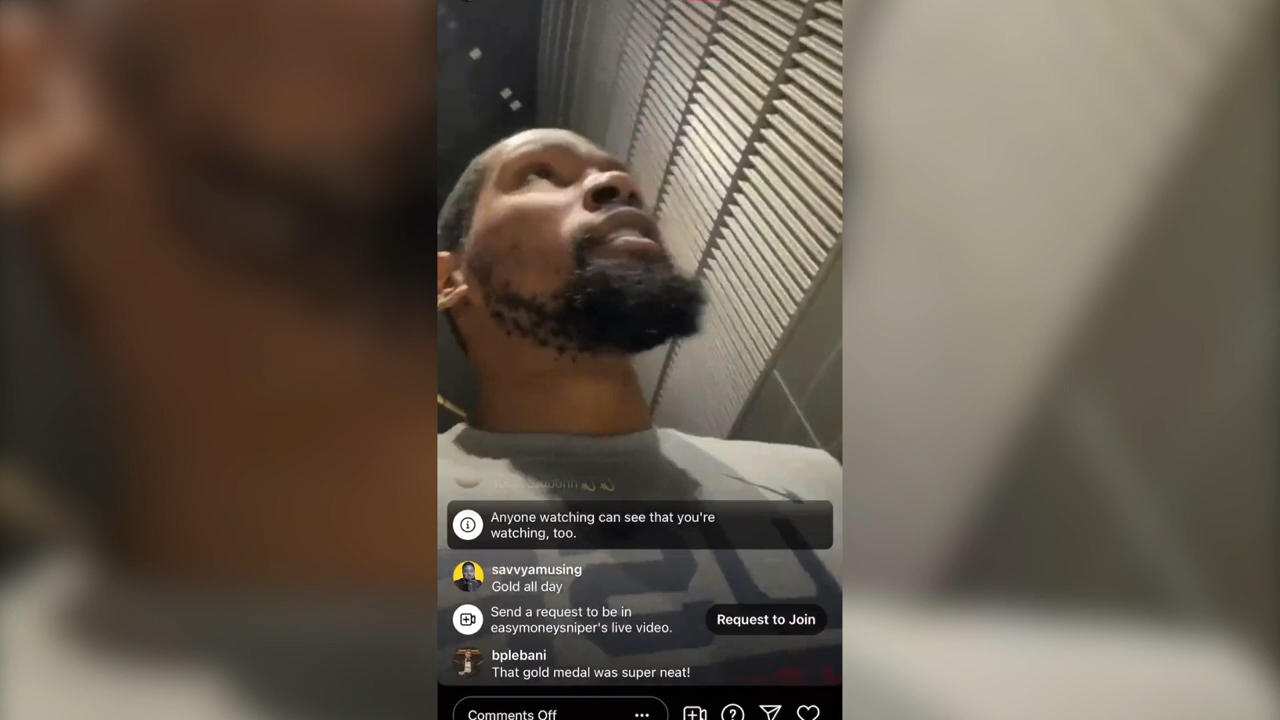 Anyone watching can see that you're
watching, too.
savvyamusing
Gold all day
Send a request to be in
easymoneysniper's live video.
Request to Join
bplebani
That gold medal was super neat!
Comments Off